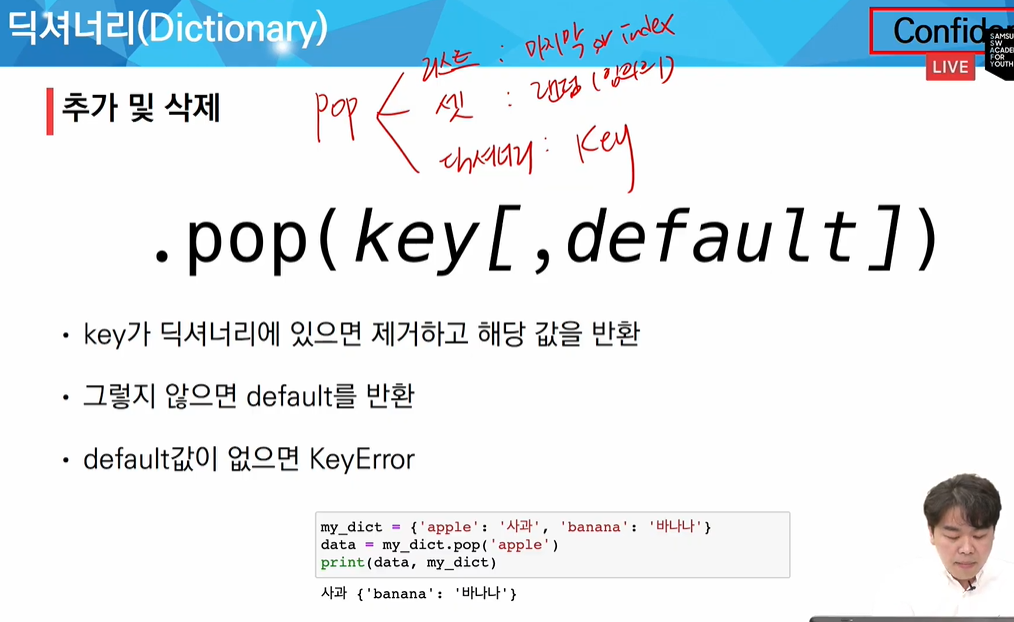 딕셔너리(Dictionary)
Confid
LIVE
SAMSU
SW
ACADE
FOR
YOUTH
추가 및 삭제
pop
리스트 : 마지막 or index
셋 : 랜덤 (임의의)
딕셔너리 : Key
.pop(key[,default])
• key가 딕셔너리에 있으면 제거하고 해당 값을 반환
• 그렇지 않으면 default를 반환
• default값이 없으면 KeyError
my_dict = {'apple': '사과', 'banana': '바나나'}
data = my_dict.pop('apple')
print(data, my_dict)
사과 {'banana': '바나나'}